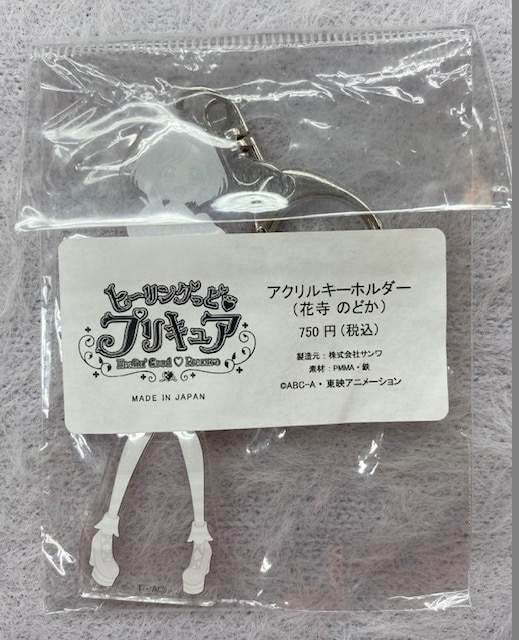 ヒーリングっど♥
プリキュア
Healin' Good ♡ Precure
MADE IN JAPAN
アクリルキーホルダー
(花寺 のどか)
750 円(税込)
製造元：株式会社サンワ
素材：PMMA・鉄
©ABC-A・東映アニメーション